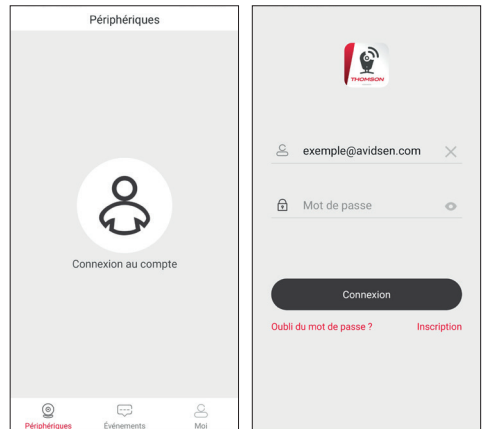 Périphériques
Connexion au compte
Périphériques
Événements
Moi
THOMSON
exemple@avidsen.com
Mot de passe
Connexion
Oubli du mot de passe ?
Inscription